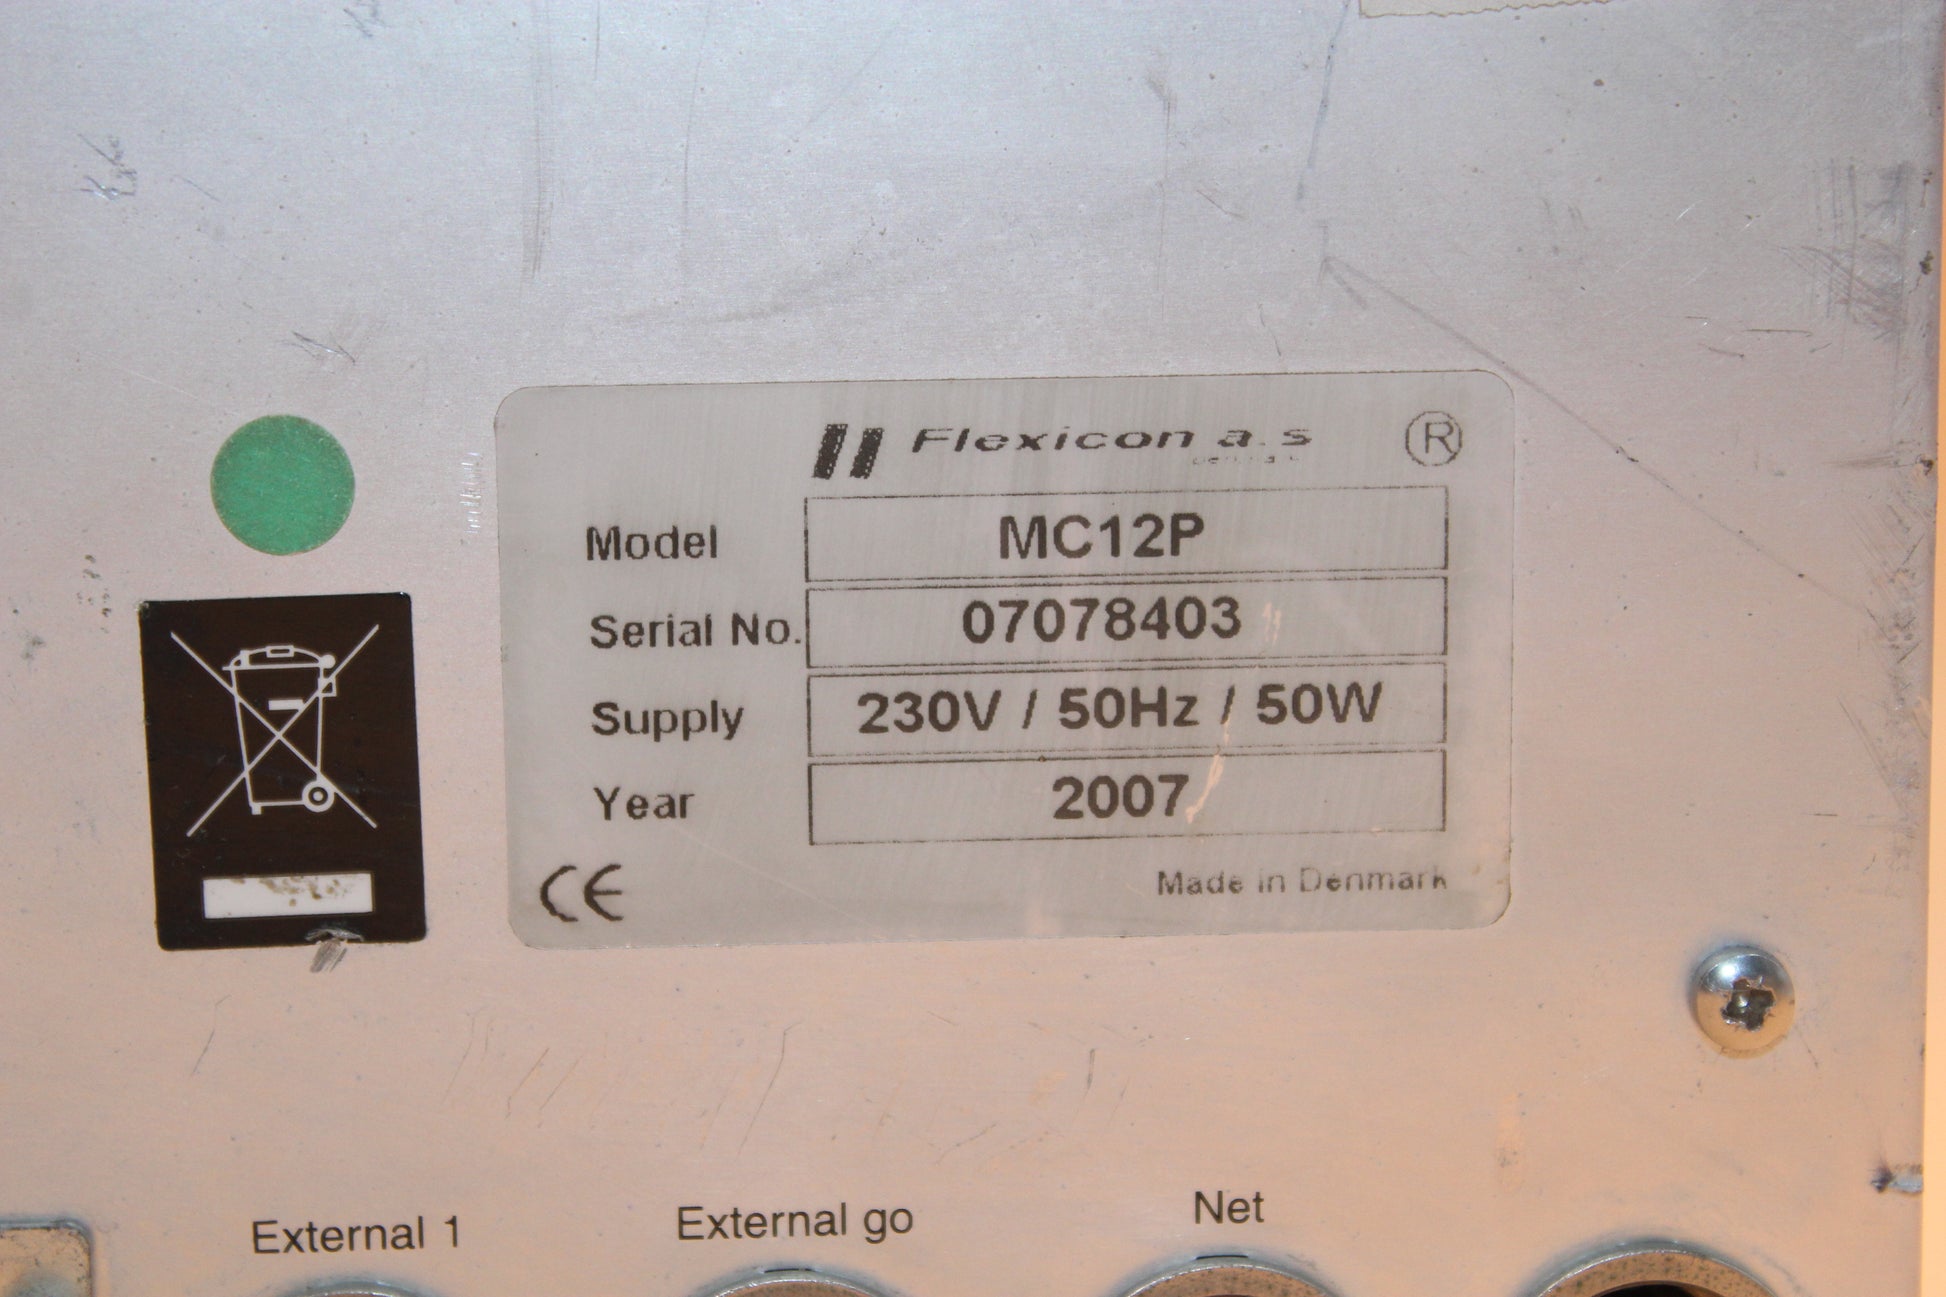 Flexicon a.s ®
Denmark
Model MC12P
Serial No. 07078403
Supply 230V / 50Hz / 50W
Year 2007
CE Made in Denmark
External 1 External go Net